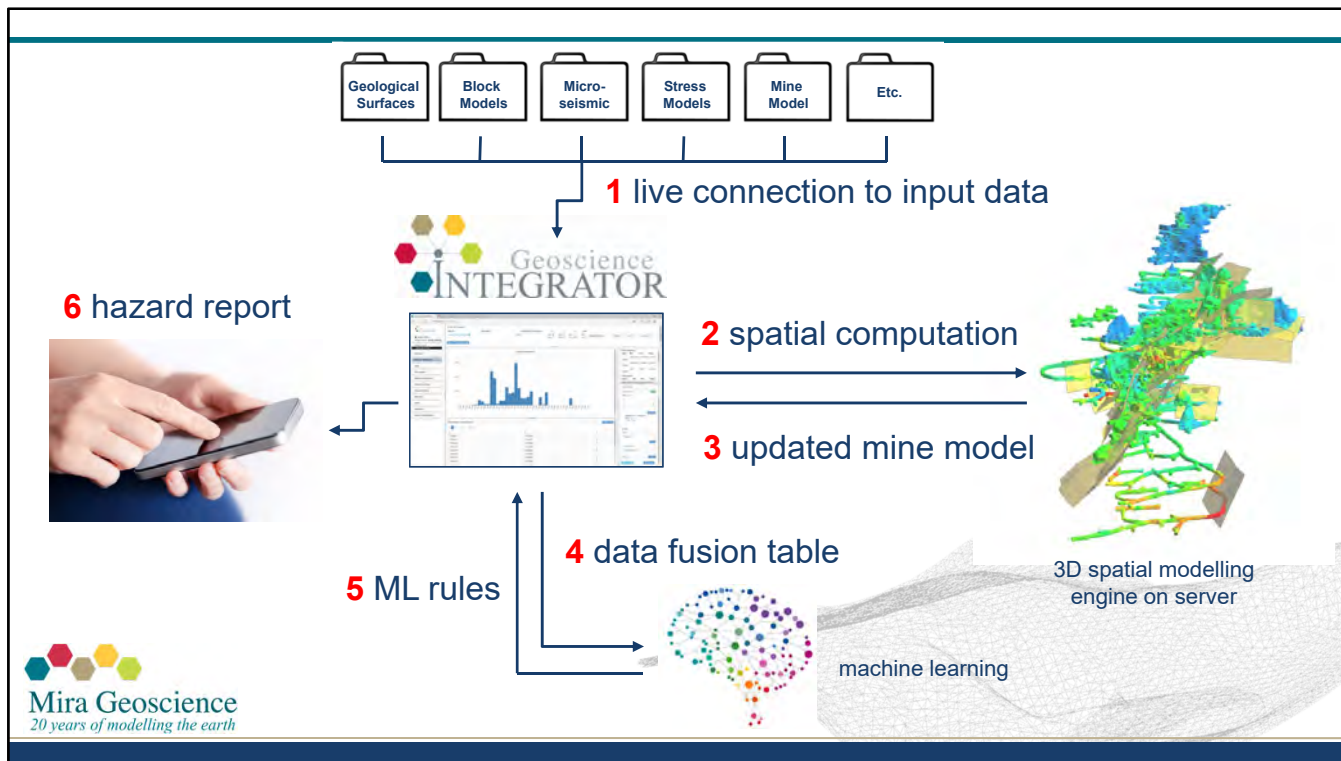 Geological
Surfaces
Block
Models
Micro-
seismic
Stress
Models
Mine
Model
Etc.
1 live connection to input data
Geoscience
INTEGRATOR
6 hazard report
2 spatial computation
3 updated mine model
4 data fusion table
5 ML rules
3D spatial modelling
engine on server
machine learning
Mira Geoscience
20 years of modelling the earth